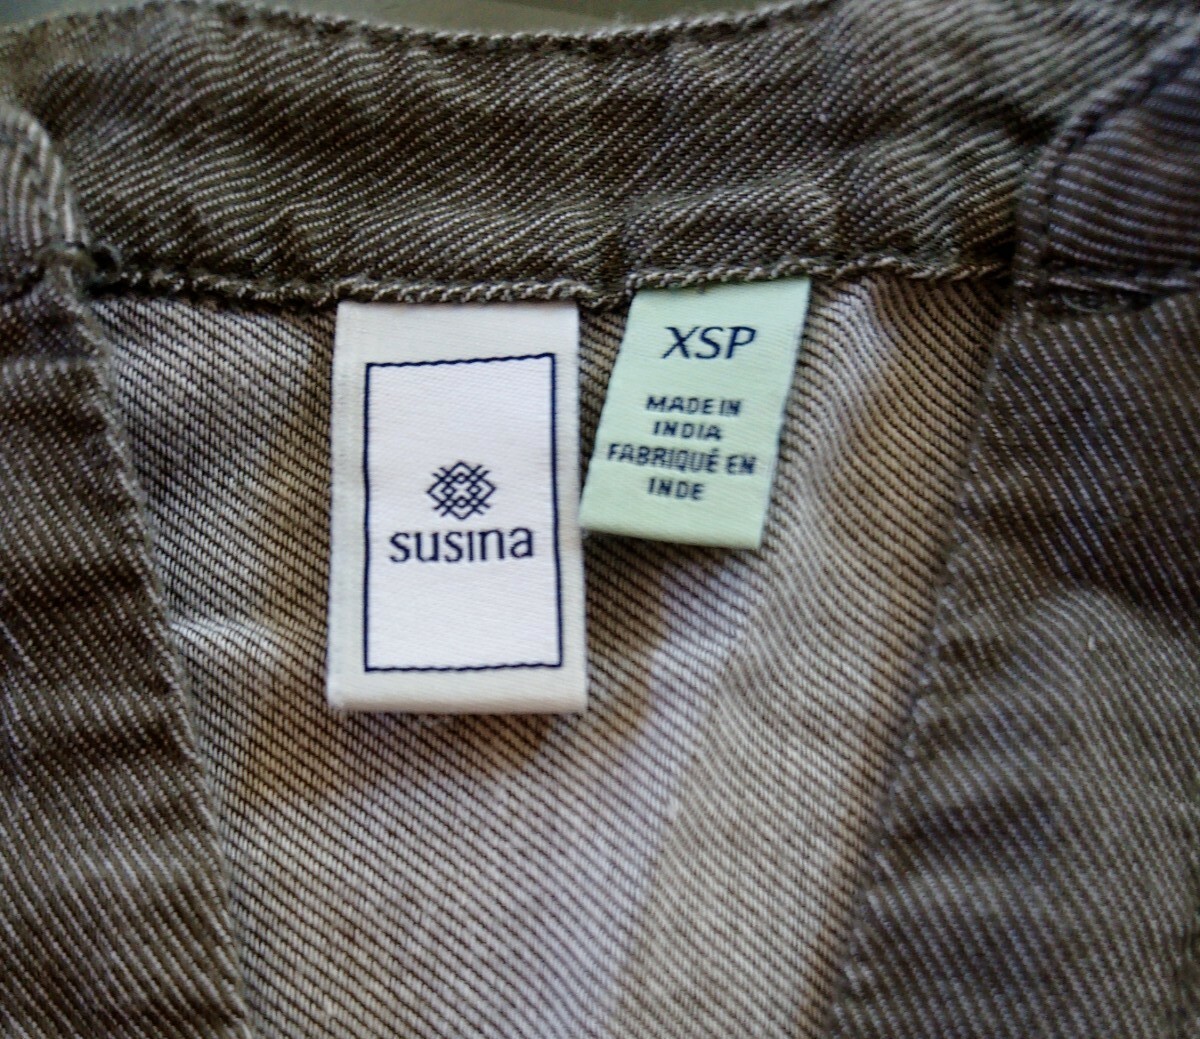 susina
XSP
MADE IN
INDIA
FABRIQUÉ EN
INDE